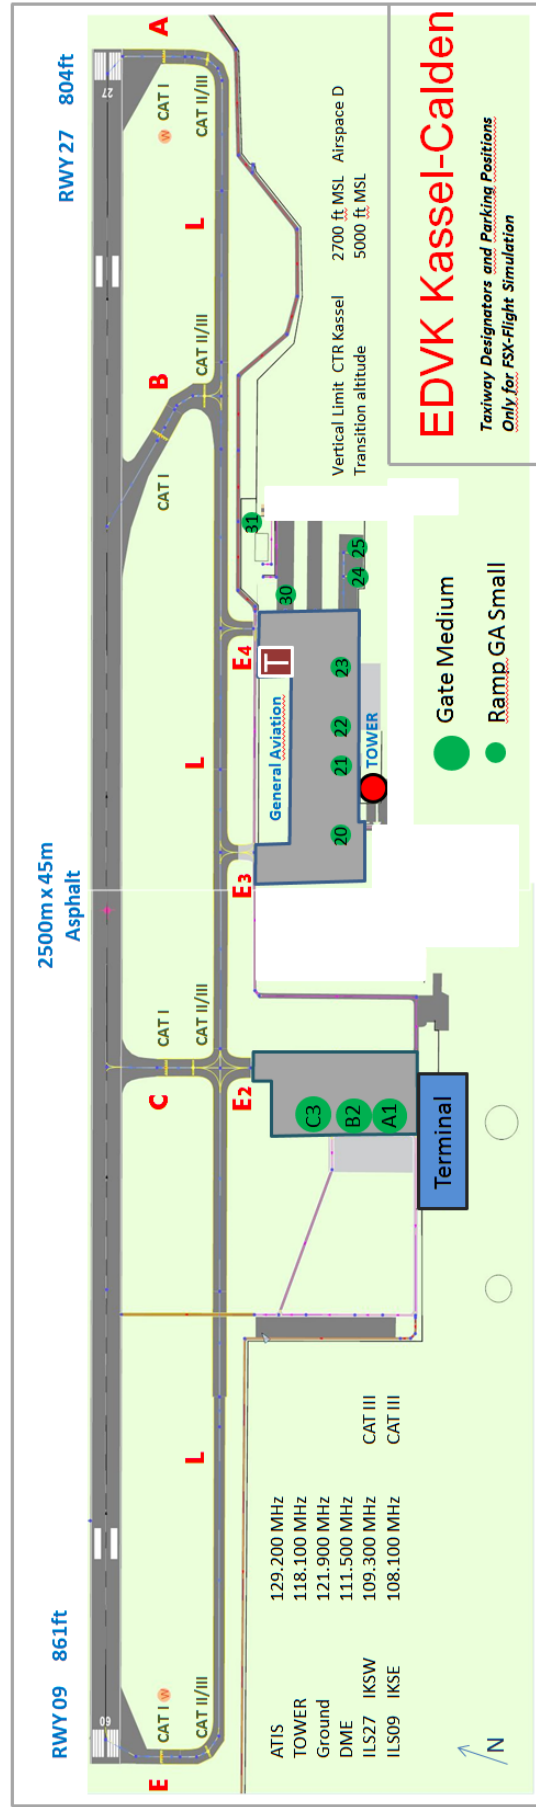 RWY 09 861ft
2500m x 45m
Asphalt
RWY 27 804ft
27
09
E
CAT I
W
CAT II/III
L
C
CAT I
CAT II/III
L
B
CAT I
CAT II/III
L
A
CAT I
W
CAT II/III
E2
E3
E4
C3
B2
A1
Terminal
General Aviation
T
20
21
22
23
TOWER
30
31
24
25
ATIS 129.200 MHz
TOWER 118.100 MHz
Ground 121.900 MHz
DME 111.500 MHz
ILS27 IKSW 109.300 MHz CAT III
ILS09 IKSE 108.100 MHz CAT III
N
Vertical Limit CTR Kassel 2700 ft MSL Airspace D
Transition altitude 5000 ft MSL
Gate Medium
Ramp GA Small
EDVK Kassel-Calden
Taxiway Designators and Parking Positions
Only for FSX-Flight Simulation